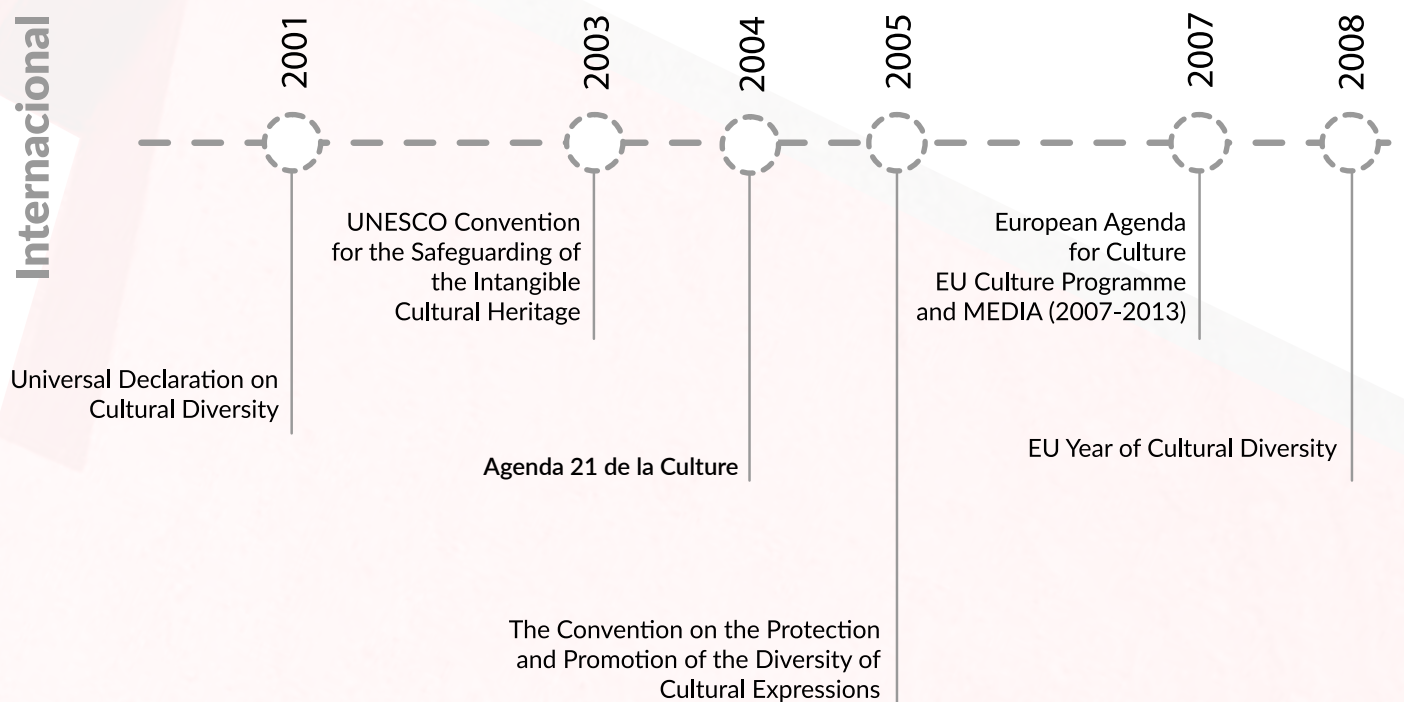 Internacional
2001
2003
2004
2005
2007
2008
UNESCO Convention
for the Safeguarding of
the Intangible
Cultural Heritage
European Agenda
for Culture
EU Culture Programme
and MEDIA (2007-2013)
Universal Declaration on
Cultural Diversity
Agenda 21 de la Culture
EU Year of Cultural Diversity
The Convention on the Protection
and Promotion of the Diversity of
Cultural Expressions